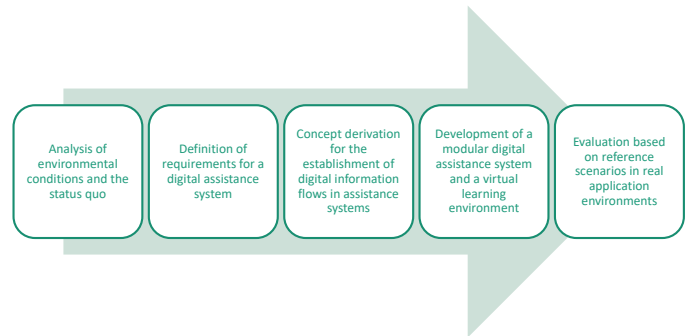 Analysis of
environmental
conditions and the
status quo
Definition of
requirements for a
digital assistance
system
Concept derivation
for the
establishment of
digital information
flows in assistance
systems
Development of a
modular digital
assistance system
and a virtual
learning
environment
Evaluation based
on reference
scenarios in real
application
environments